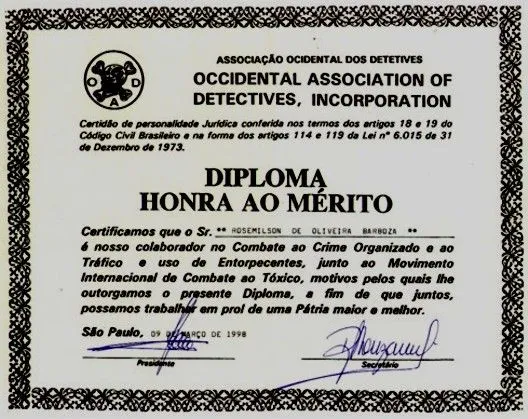 O D A
ASSOCIAÇÃO OCIDENTAL DOS DETETIVES
OCCIDENTAL ASSOCIATION OF
DETECTIVES, INCORPORATION
Certidão de personalidade Jurídica conferida nos termos dos artigos 18 e 19 do
Código Civil Brasileiro e na forma dos artigos 114 e 119 da Lei nº 6.015 de 31
de Dezembro de 1973.
DIPLOMA
HONRA AO MÉRITO
Certificamos que o Sr. ** ROSEMILSON DE OLIVEIRA BARBOZA **
é nosso colaborador no Combate ao Crime Organizado e ao
Tráfico e uso de Entorpecentes, junto ao Movimento
Internacional de Combate ao Tóxico, motivos pelos quais lhe
outorgamos o presente Diploma, a fim de que juntos,
possamos trabalhar em prol de uma Pátria maior e melhor.
São Paulo, 09 DE MARÇO DE 1998
Presidente
Secretário